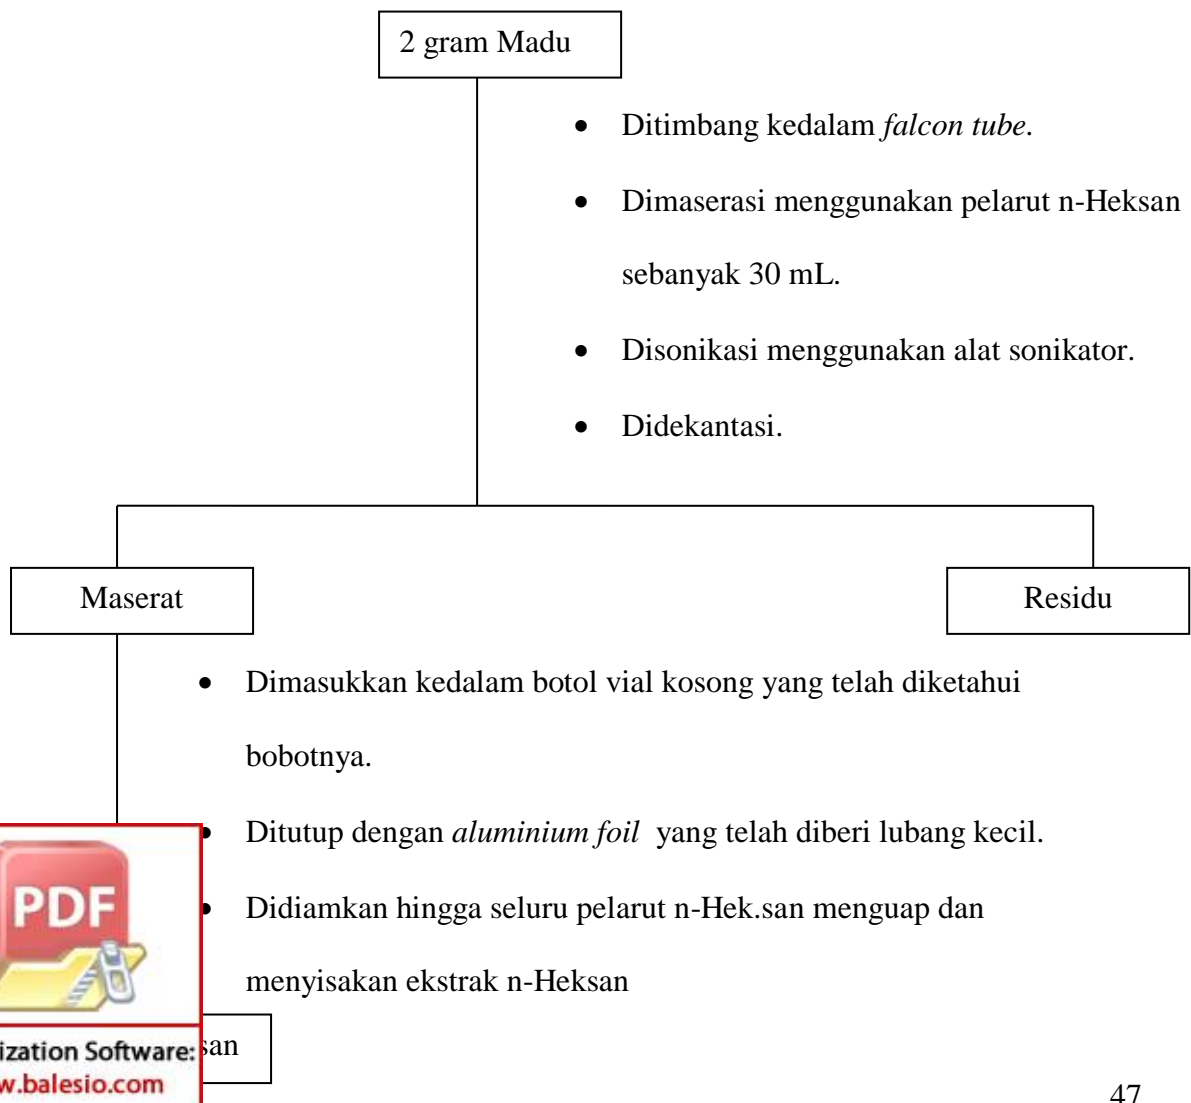 2 gram Madu
• Ditimbang kedalam falcon tube.
• Dimaserasi menggunakan pelarut n-Heksan
sebanyak 30 mL.
• Disonikasi menggunakan alat sonikator.
• Didekantasi.
Maserat
Residu
• Dimasukkan kedalam botol vial kosong yang telah diketahui
bobotnya.
• Ditutup dengan aluminium foil yang telah diberi lubang kecil.
• Didiamkan hingga seluru pelarut n-Hek.san menguap dan
menyisakan ekstrak n-Heksan
PDF
ization Software:
w.balesio.com
san
47